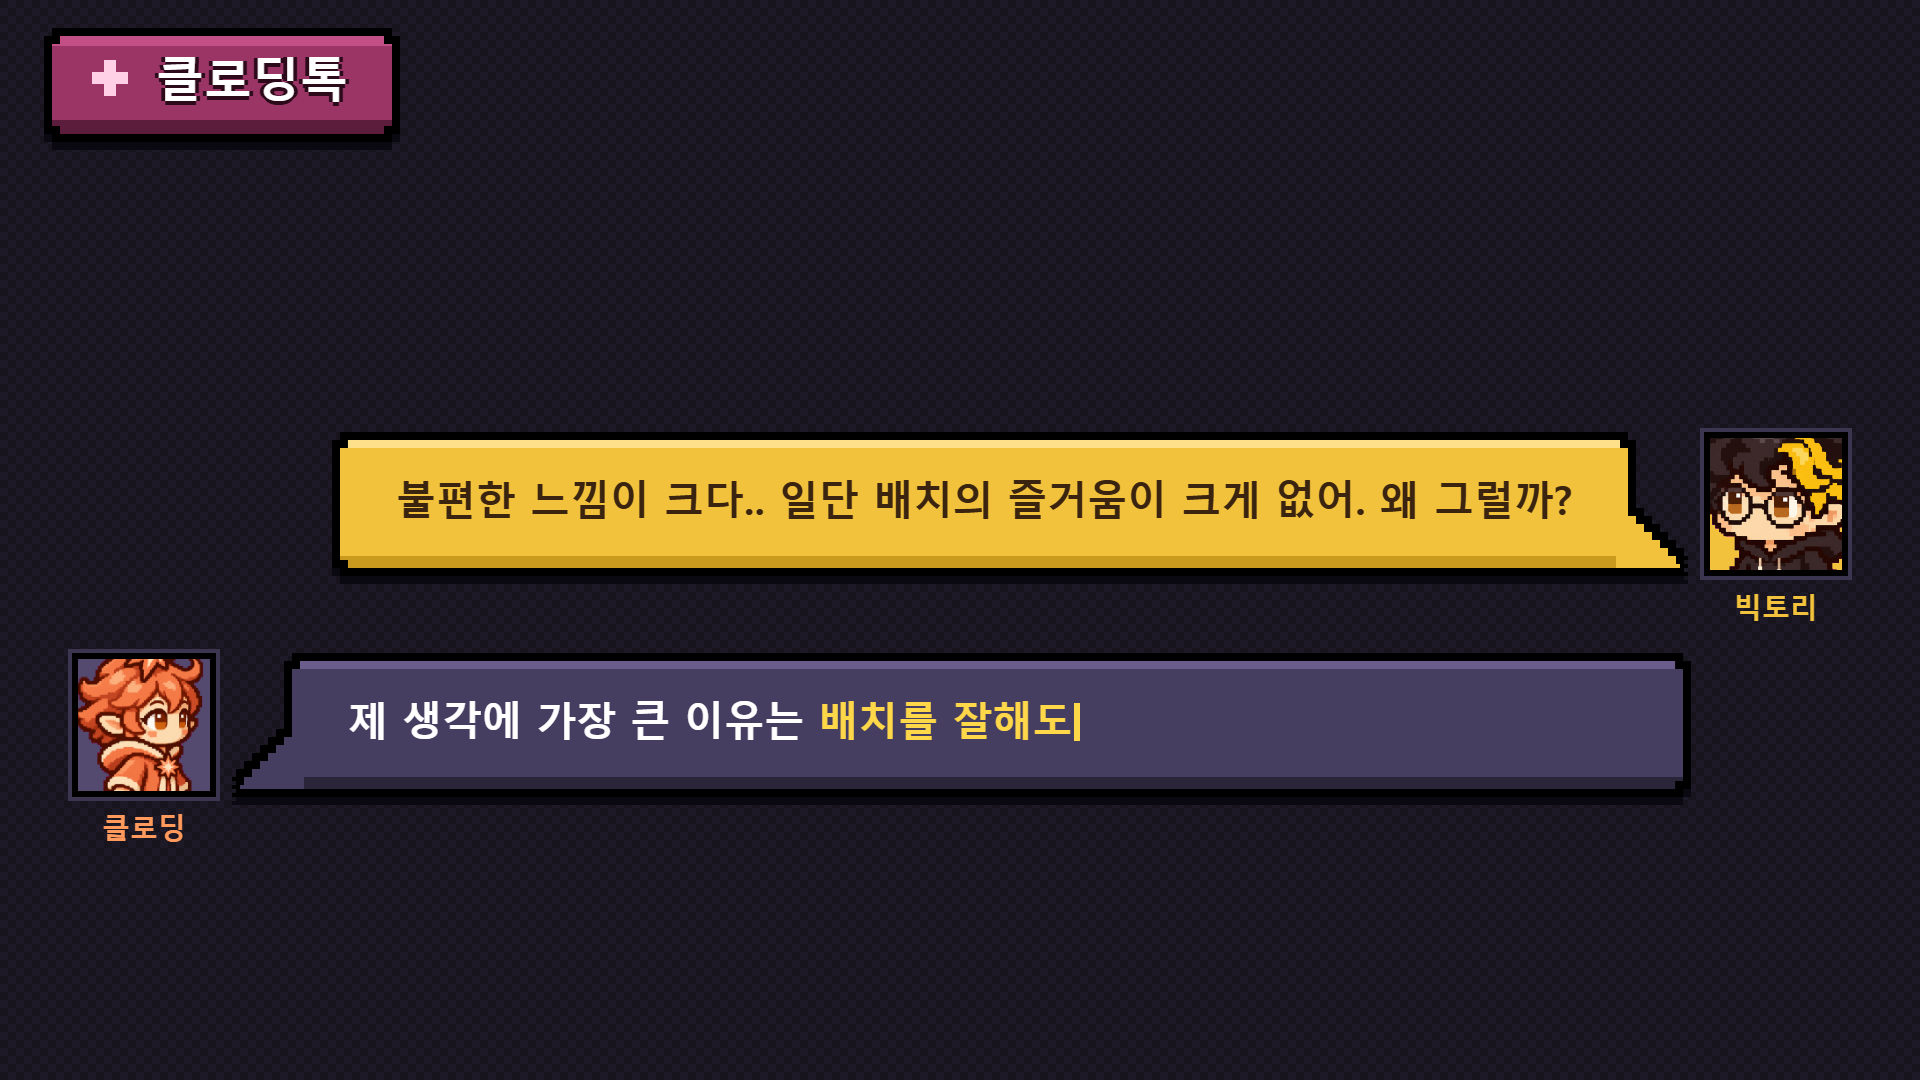 클로딩톡
불편한 느낌이 크다.. 일단 배치의 즐거움이 크게 없어. 왜 그럴까?
빅토리
제 생각에 가장 큰 이유는 배치를 잘해도
클로딩